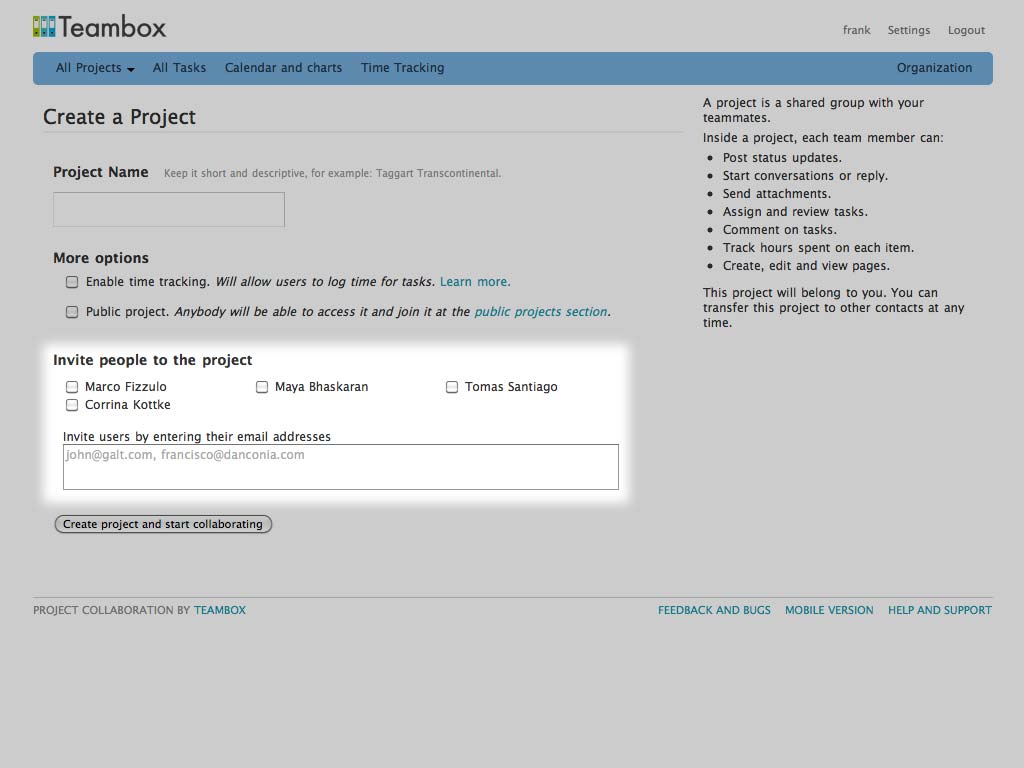 Teambox
frank Settings Logout
All Projects All Tasks Calendar and charts Time Tracking Organization
Create a Project
Project Name Keep it short and descriptive, for example: Taggart Transcontinental.
More options
Enable time tracking. Will allow users to log time for tasks. Learn more.
Public project. Anybody will be able to access it and join it at the public projects section.
Invite people to the project
Marco Fizzulo Maya Bhaskaran Tomas Santiago
Corrina Kottke
Invite users by entering their email addresses
john@galt.com, francisco@danconia.com
Create project and start collaborating
A project is a shared group with your
teammates.
Inside a project, each team member can:
• Post status updates.
• Start conversations or reply.
• Send attachments.
• Assign and review tasks.
• Comment on tasks.
• Track hours spent on each item.
• Create, edit and view pages.
This project will belong to you. You can
transfer this project to other contacts at any
time.
PROJECT COLLABORATION BY TEAMBOX FEEDBACK AND BUGS MOBILE VERSION HELP AND SUPPORT